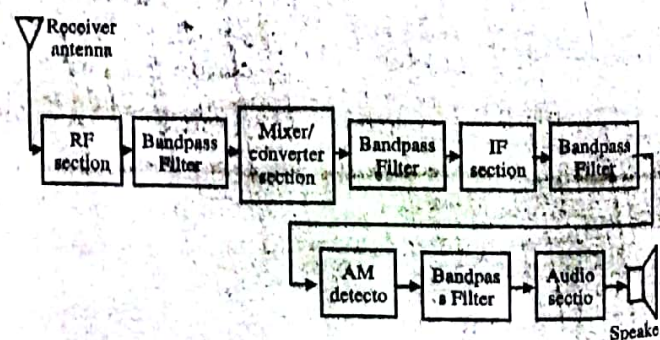 Receiver
antenna
RF
section
Bandpass
Filter
Mixer/
converter
section
Bandpass
Filter
IF
section
Bandpass
Filter
AM
detecto
Bandpas
s Filter
Audio
sectio
Speake